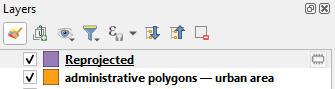 Layers
Reprojected
administrative polygons — urban area